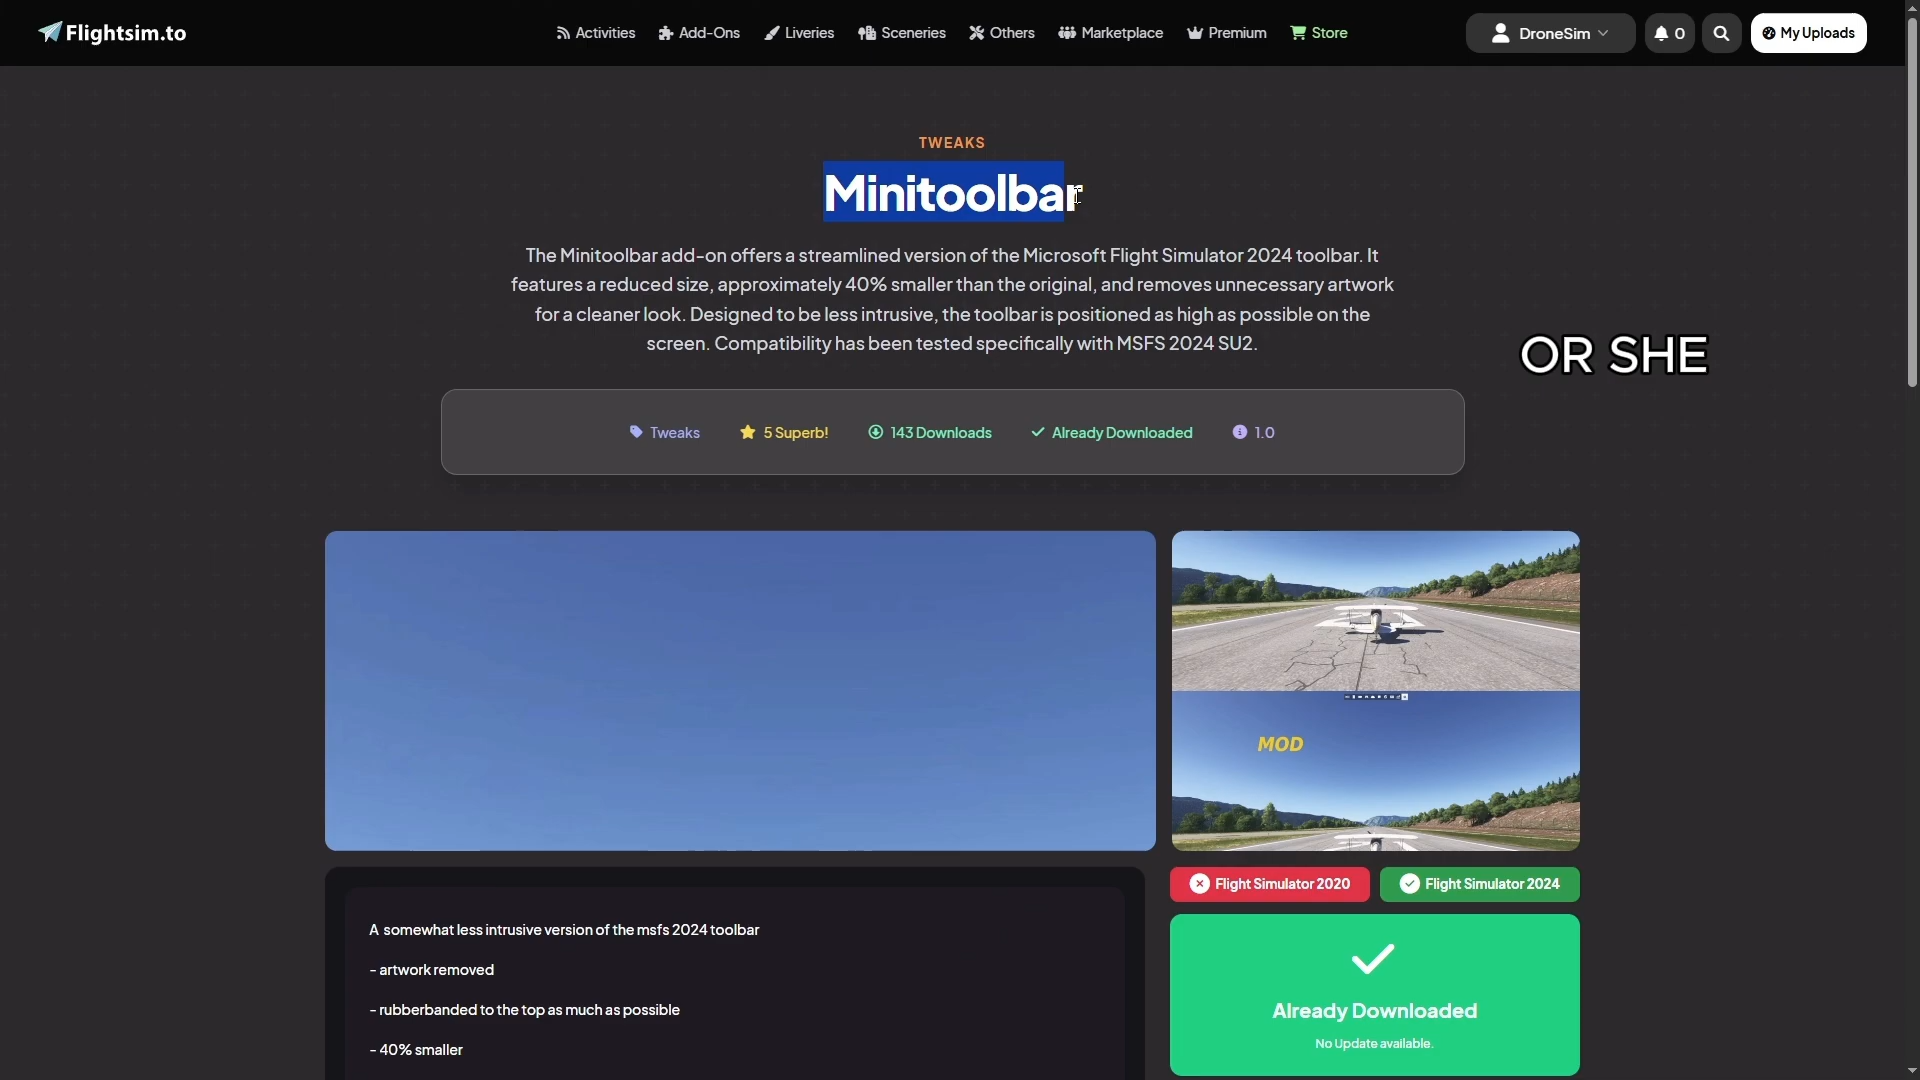 Flightsim.to
Activities
Add-Ons
Liveries
Sceneries
Others
Marketplace
Premium
Store
DroneSim
0
My Uploads
TWEAKS
Minitoolbar
The Minitoolbar add-on offers a streamlined version of the Microsoft Flight Simulator 2024 toolbar. It
features a reduced size, approximately 40% smaller than the original, and removes unnecessary artwork
for a cleaner look. Designed to be less intrusive, the toolbar is positioned as high as possible on the
screen. Compatibility has been tested specifically with MSFS 2024 SU2.
OR SHE
Tweaks
5 Superb!
143 Downloads
Already Downloaded
1.0
MOD
Flight Simulator 2020
Flight Simulator 2024
A somewhat less intrusive version of the msfs 2024 toolbar
- artwork removed
- rubberbanded to the top as much as possible
- 40% smaller
Already Downloaded
No Update available.